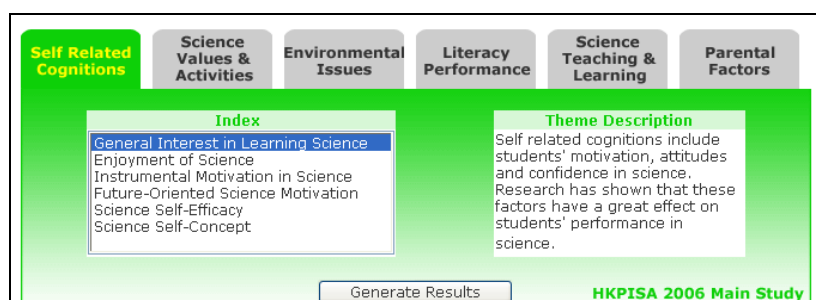 Self Related
Cognitions
Science
Values &
Activities
Environmental
Issues
Literacy
Performance
Science
Teaching &
Learning
Parental
Factors
Index
General Interest in Learning Science
Enjoyment of Science
Instrumental Motivation in Science
Future-Oriented Science Motivation
Science Self-Efficacy
Science Self-Concept
Theme Description
Self related cognitions include
students' motivation, attitudes
and confidence in science.
Research has shown that these
factors have a great effect on
students' performance in
science.
Generate Results
HKPISA 2006 Main Study